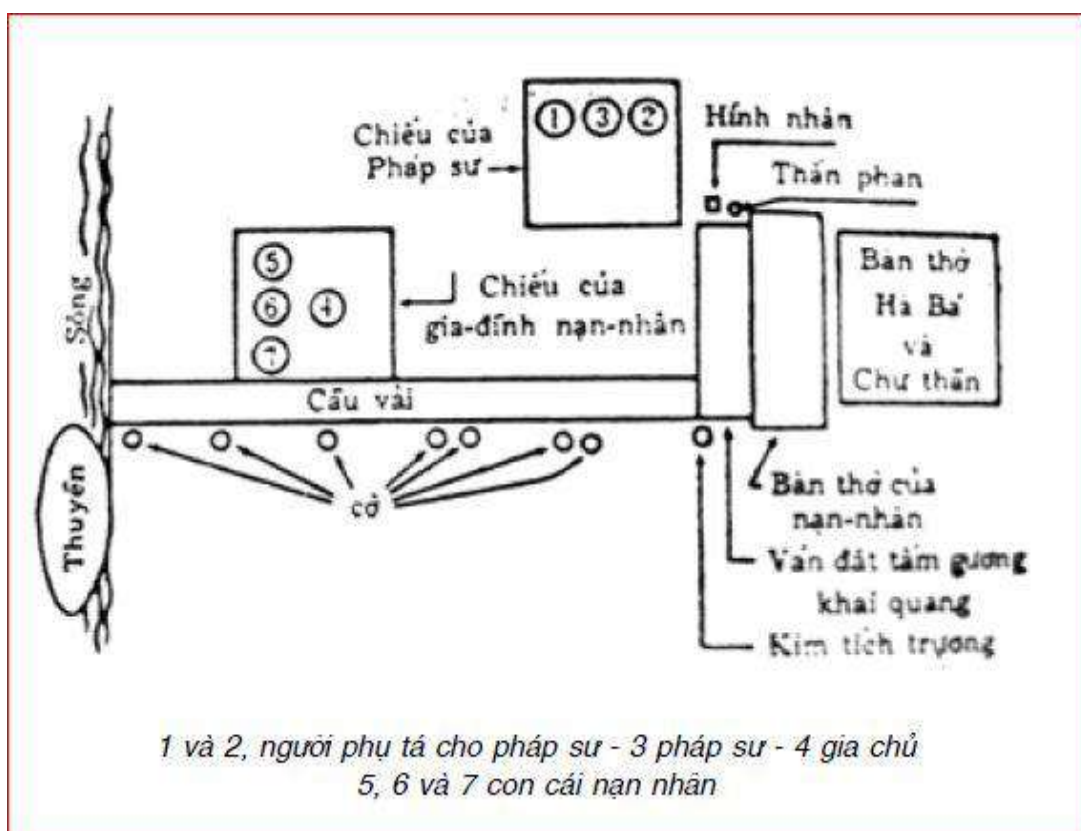 Chiếu của
Pháp sư
1 3 2
Hình nhân
Thần phan
Bàn thờ
Hà Bá
và
Chư thần
5
6 4
7
Chiếu của
gia-đình nạn-nhân
Sông
Cầu vải
Thuyền
cờ
Bàn thờ của
nạn-nhân
Ván đặt tấm gương
khai quang
Kim tích trượng
1 và 2, người phụ tá cho pháp sư - 3 pháp sư - 4 gia chủ
5, 6 và 7 con cái nạn nhân